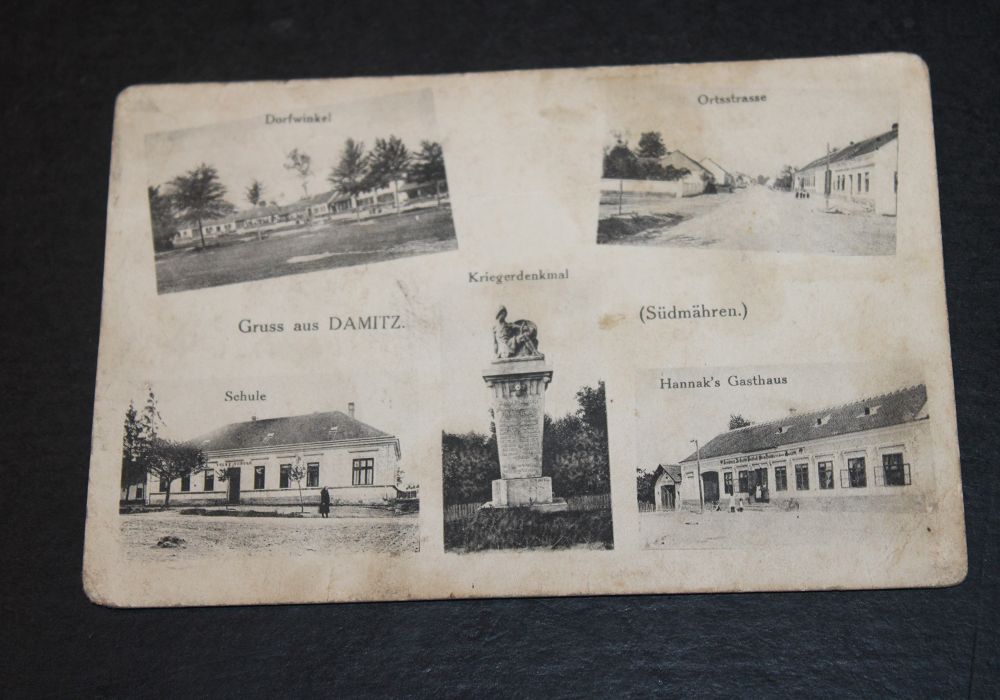 Dorfwinkel
Ortsstrasse
Kriegerdenkmal
Gruss aus DAMITZ.
(Südmähren.)
Schule
Hannak's Gasthaus